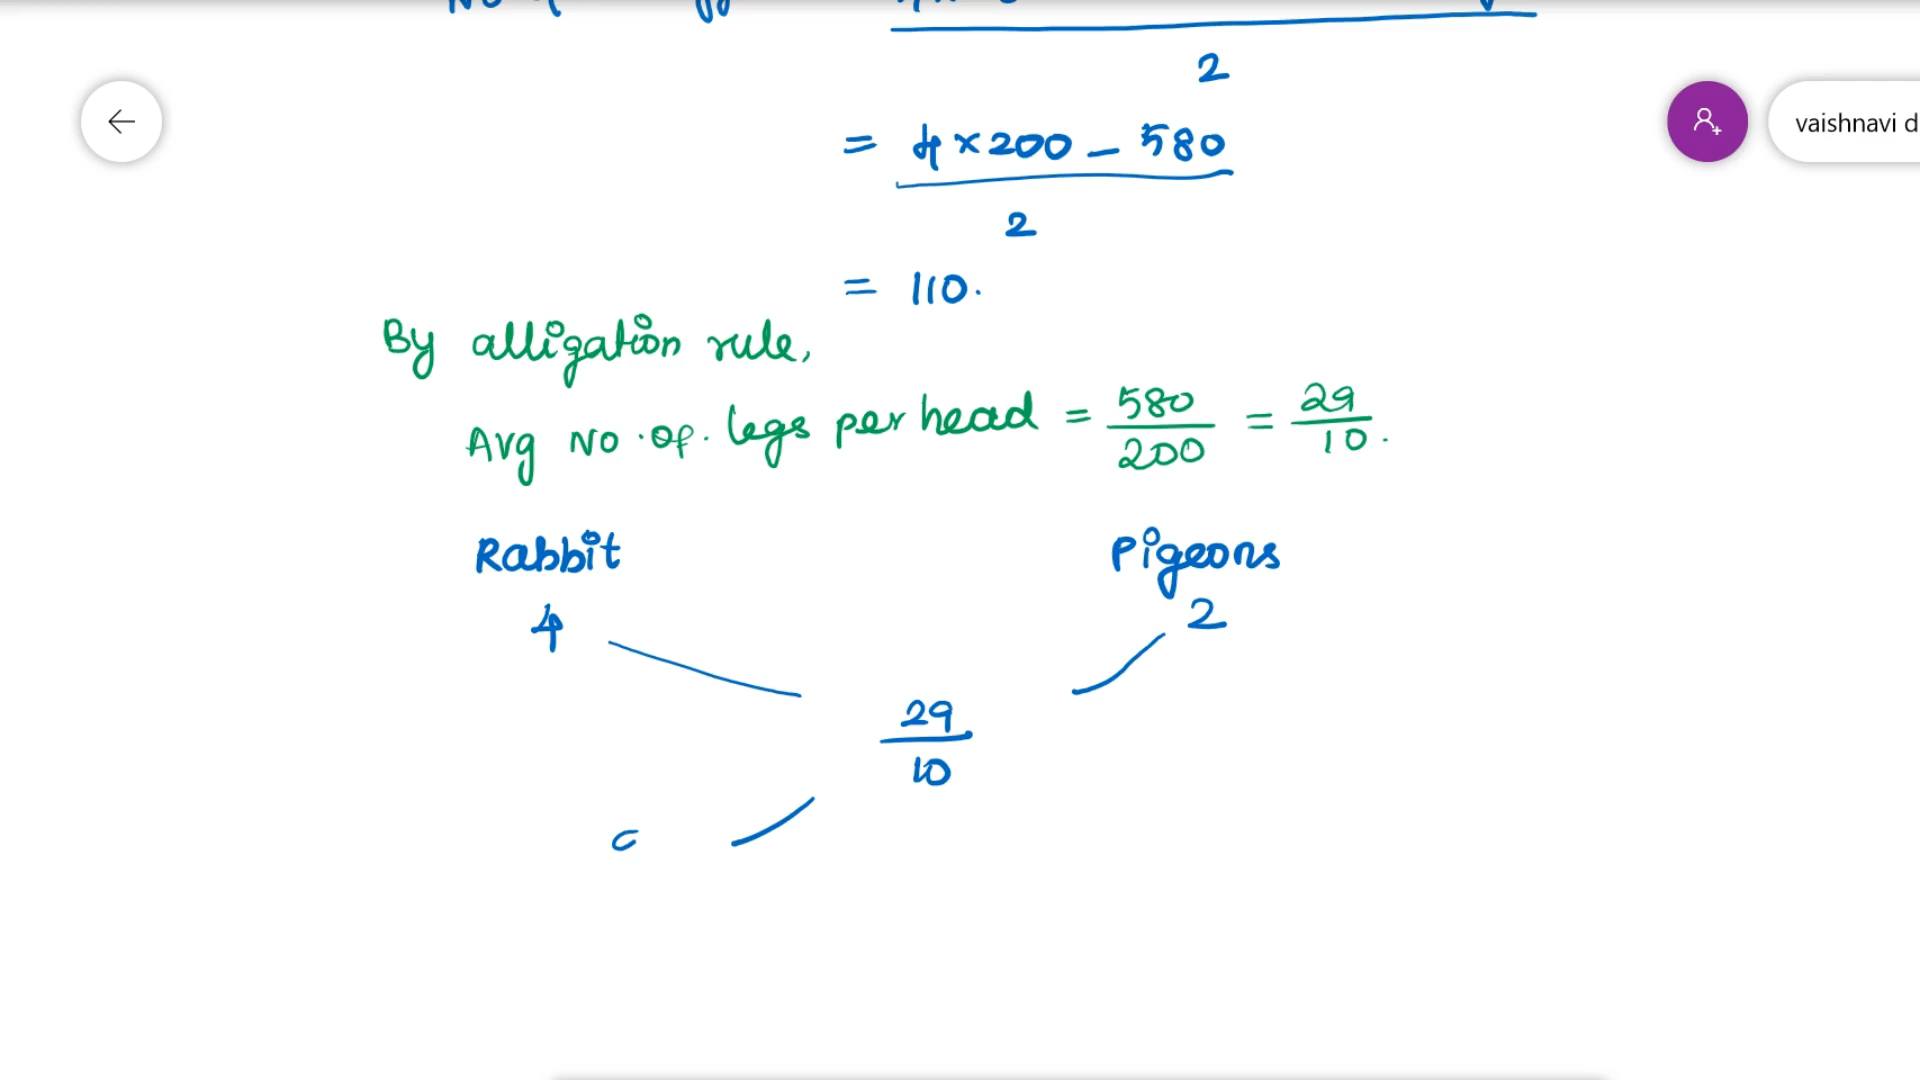 2
vaishnavi d
= 4 × 200 - 580
2
= 110.
By alligation rule,
Avg No. of. legs per head = 580/200 = 29/10.
Rabbit Pigeons
4 2
29
10